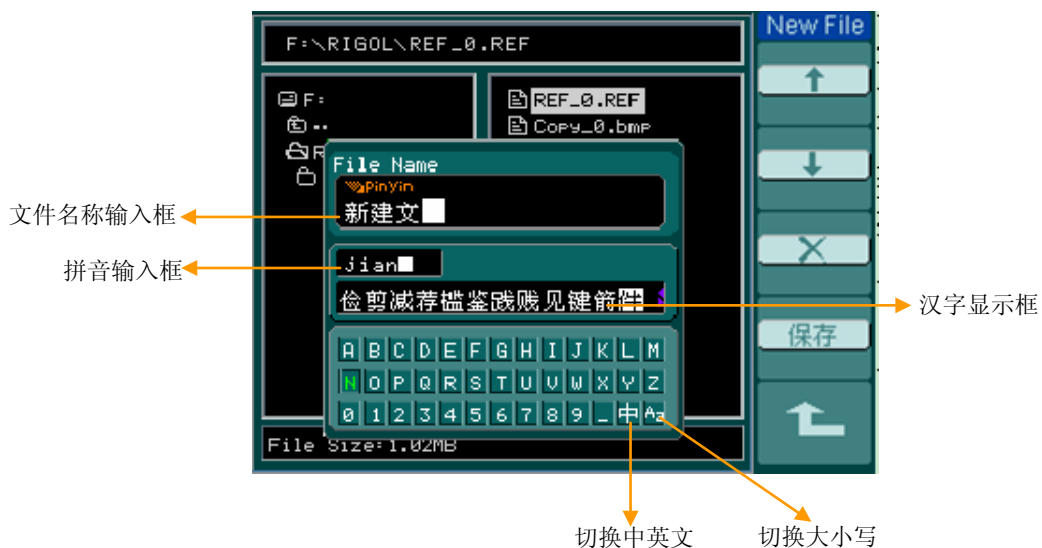 New File
F:\RIGOL\REF_0.REF
F:
REF_0.REF
..
Copy_0.bmp
R
File Name
PinYin
文件名称输入框
新建文
拼音输入框
jian
俭剪减荐槛鉴践贱见键箭件
汉字显示框
保存
A B C D E F G H I J K L M
N O P Q R S T U V W X Y Z
0 1 2 3 4 5 6 7 8 9 _ 中 Aa
File Size:1.02MB
切换中英文
切换大小写